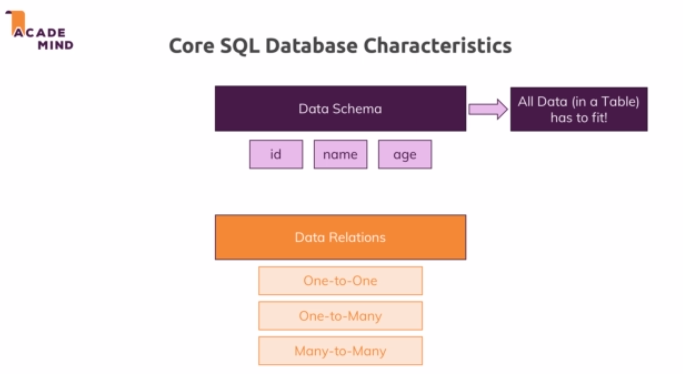 ACADE
MIND
Core SQL Database Characteristics
Data Schema
All Data (in a Table)
has to fit!
id
name
age
Data Relations
One-to-One
One-to-Many
Many-to-Many